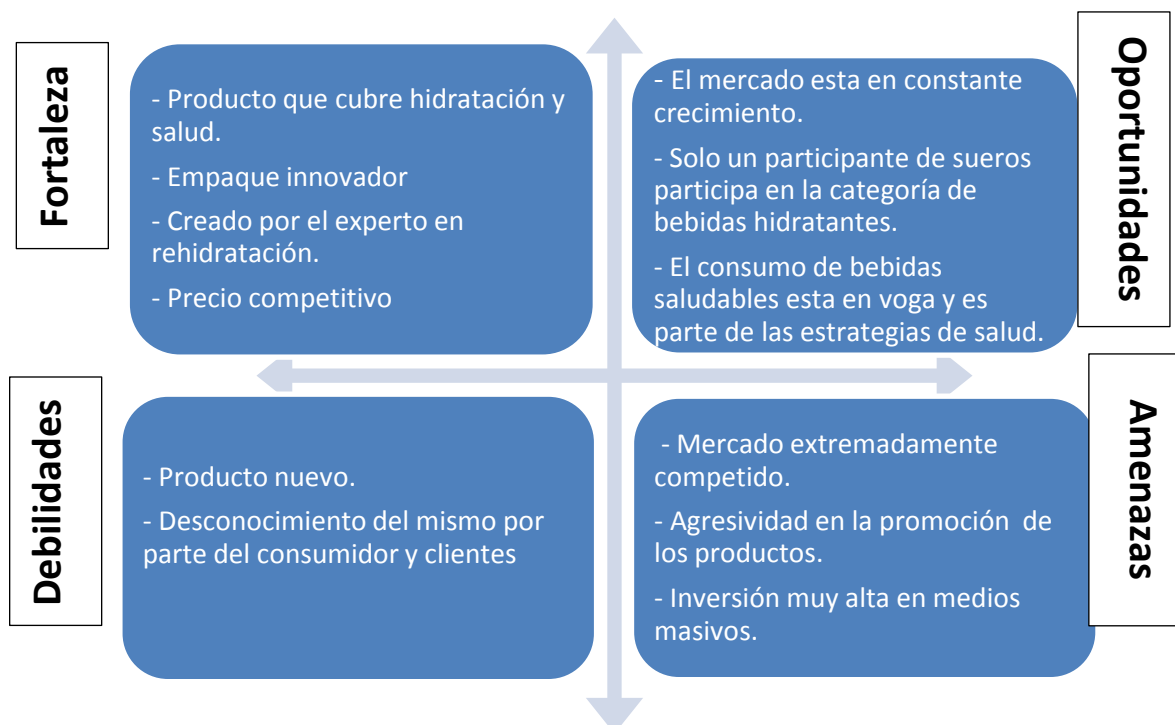 Fortaleza
- Producto que cubre hidratación y
salud.
- Empaque innovador
- Creado por el experto en
rehidratación.
- Precio competitivo
Oportunidades
- El mercado esta en constante
crecimiento.
- Solo un participante de sueros
participa en la categoría de
bebidas hidratantes.
- El consumo de bebidas
saludables esta en voga y es
parte de las estrategias de salud.
Debilidades
- Producto nuevo.
- Desconocimiento del mismo por
parte del consumidor y clientes
Amenazas
- Mercado extremadamente
competido.
- Agresividad en la promoción de
los productos.
- Inversión muy alta en medios
masivos.